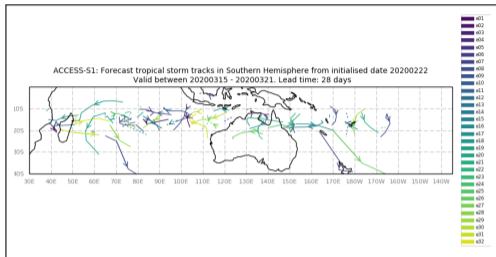 ACCESS-S1: Forecast tropical storm tracks in Southern Hemisphere from initialised date 20200222
Valid between 20200315 - 20200321. Lead time: 28 days
10S
20S
30S
40S
30E 40E 50E 60E 70E 80E 90E 100E 110E 120E 130E 140E 150E 160E 170E 180W 190W 160W 150W 140W
e01
e02
e03
e04
e05
e06
e07
e08
e09
e10
e11
e12
e13
e14
e15
e16
e17
e18
e19
e20
e21
e22
e23
e24
e25
e26
e27
e28
e29
e30
e31
e32